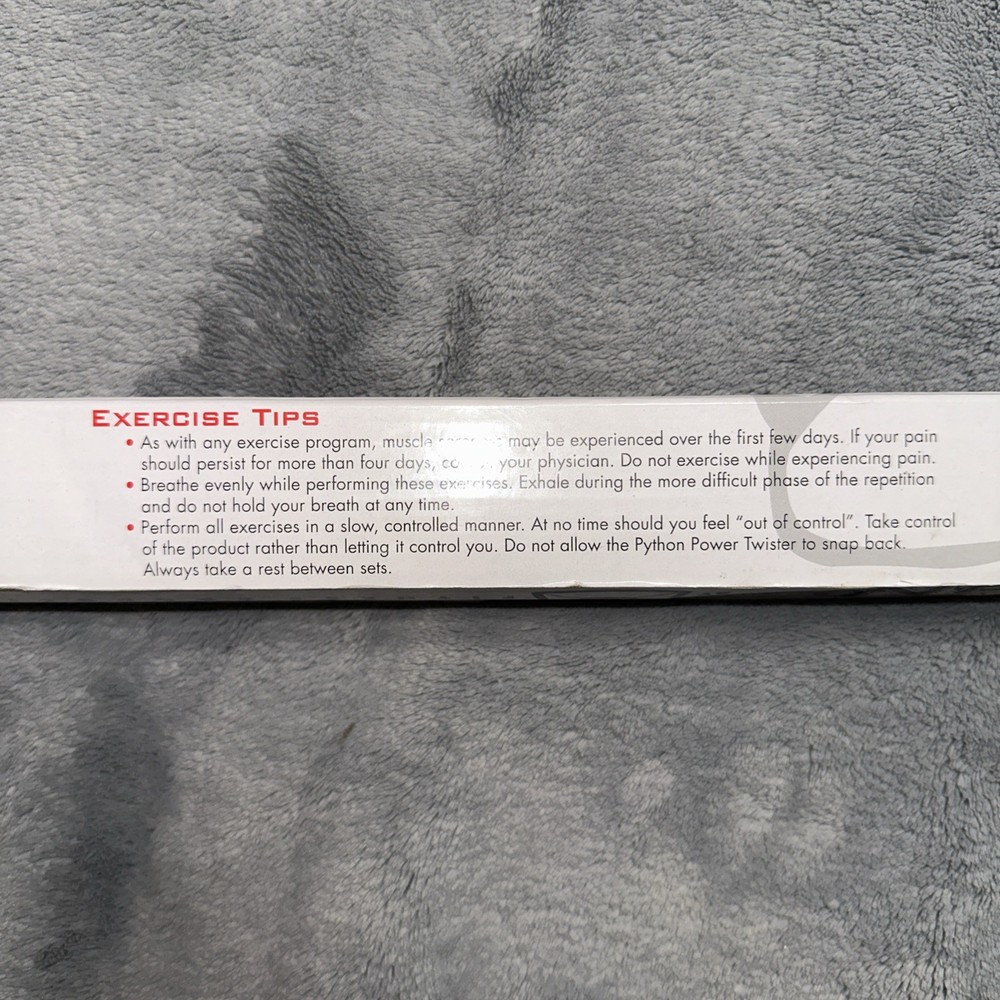 EXERCISE TIPS
• As with any exercise program, muscle may be experienced over the first few days. If your pain
should persist for more than four days, your physician. Do not exercise while experiencing pain.
• Breathe evenly while performing these exercises. Exhale during the more difficult phase of the repetition
and do not hold your breath at any time.
• Perform all exercises in a slow, controlled manner. At no time should you feel “out of control”. Take control
of the product rather than letting it control you. Do not allow the Python Power Twister to snap back.
Always take a rest between sets.